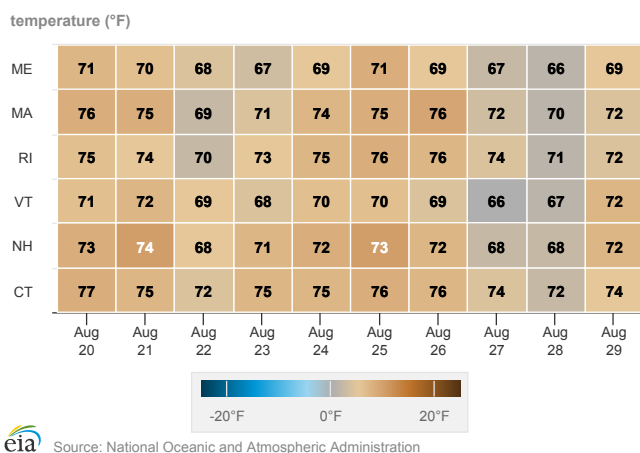 temperature (°F)
ME 71 70 68 67 69 71 69 67 66 69
MA 76 75 69 71 74 75 76 72 70 72
RI 75 74 70 73 75 76 76 74 71 72
VT 71 72 69 68 70 70 69 66 67 72
NH 73 74 68 71 72 73 72 68 68 72
CT 77 75 72 75 75 76 76 74 72 74
Aug Aug Aug Aug Aug Aug Aug Aug Aug Aug
20 21 22 23 24 25 26 27 28 29
-20°F 0°F 20°F
eia Source: National Oceanic and Atmospheric Administration